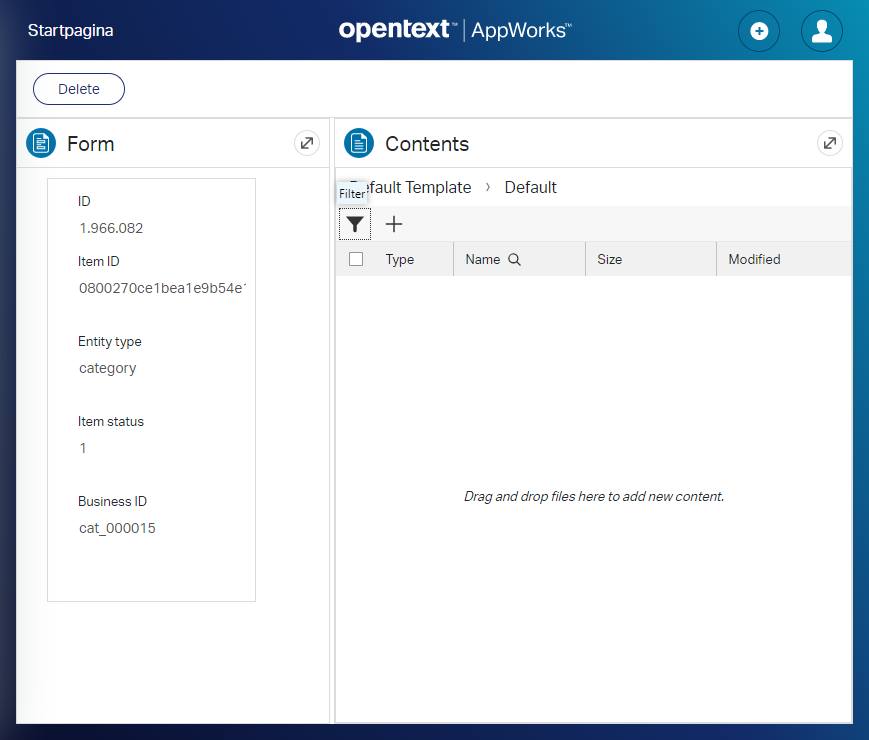 Startpagina
opentext™ | AppWorks™
Delete
Form
ID
1.966.082
Item ID
0800270ce1bea1e9b54e
Entity type
category
Item status
1
Business ID
cat_000015
Contents
Default Template › Default
Filter
Type Name Size Modified
Drag and drop files here to add new content.